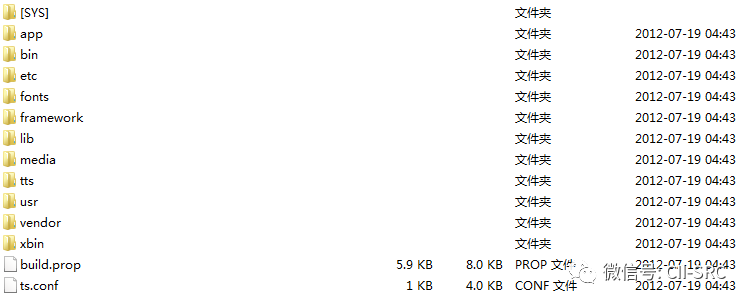 [SYS] 文件夹
app 文件夹 2012-07-19 04:43
bin 文件夹 2012-07-19 04:43
etc 文件夹 2012-07-19 04:43
fonts 文件夹 2012-07-19 04:43
framework 文件夹 2012-07-19 04:43
lib 文件夹 2012-07-19 04:43
media 文件夹 2012-07-19 04:43
tts 文件夹 2012-07-19 04:43
usr 文件夹 2012-07-19 04:43
vendor 文件夹 2012-07-19 04:43
xbin 文件夹 2012-07-19 04:43
build.prop 5.9 KB 8.0 KB PROP 文件 2012-07-19 04:43
ts.conf 1 KB 4.0 KB CONF 文件 2012-07-19 04:43
微信号: CII-SRC